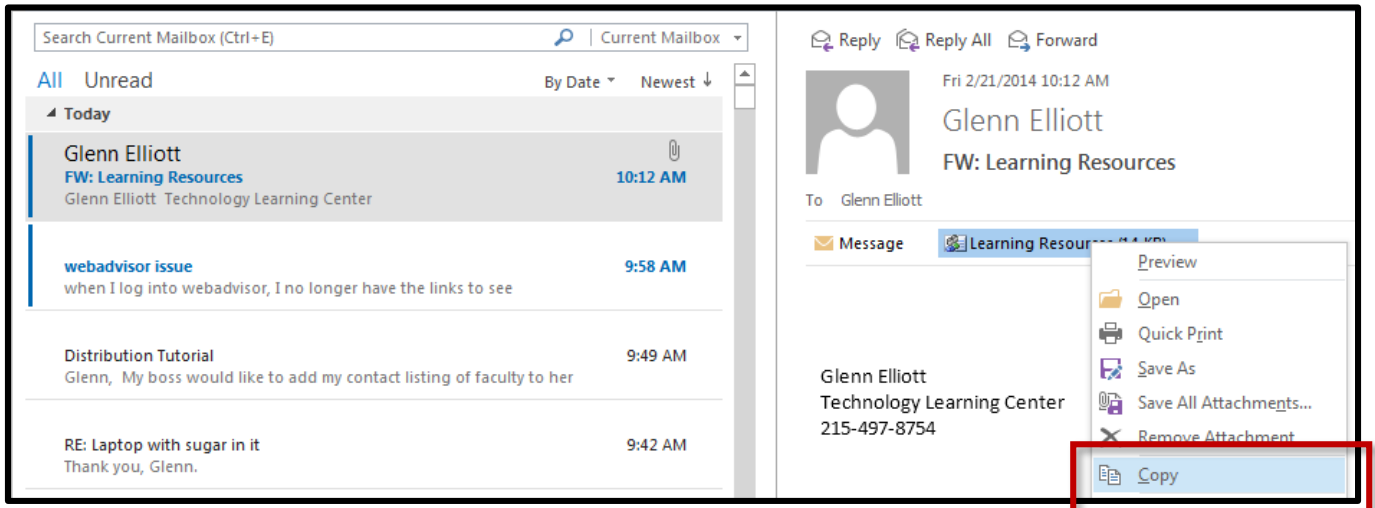 Search Current Mailbox (Ctrl+E)
Current Mailbox
All Unread
By Date Newest
Today
Glenn Elliott
FW: Learning Resources 10:12 AM
Glenn Elliott Technology Learning Center
webadvisor issue 9:58 AM
when I log into webadvisor, I no longer have the links to see
Distribution Tutorial 9:49 AM
Glenn, My boss would like to add my contact listing of faculty to her
RE: Laptop with sugar in it 9:42 AM
Thank you, Glenn.
Reply Reply All Forward
Fri 2/21/2014 10:12 AM
Glenn Elliott
FW: Learning Resources
To Glenn Elliott
Message Learning Resources (14 KB)
Glenn Elliott
Technology Learning Center
215-497-8754
Preview
Open
Quick Print
Save As
Save All Attachments...
Remove Attachment
Copy